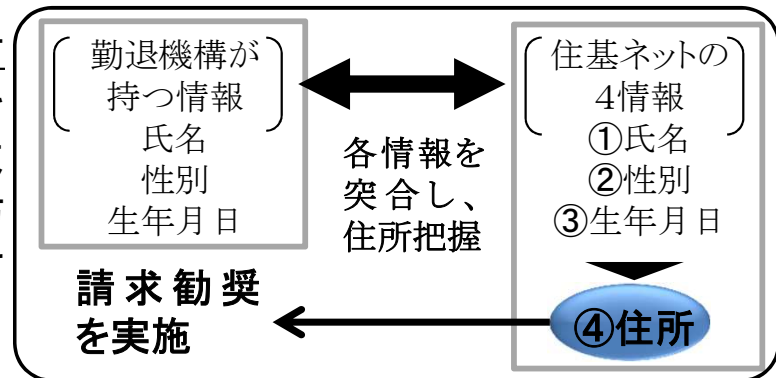 勤退機構が
持つ情報
氏名
性別
生年月日
各情報を
突合し、
住所把握
住基ネットの
4情報
①氏名
②性別
③生年月日
④住所
請求勧奨
を実施